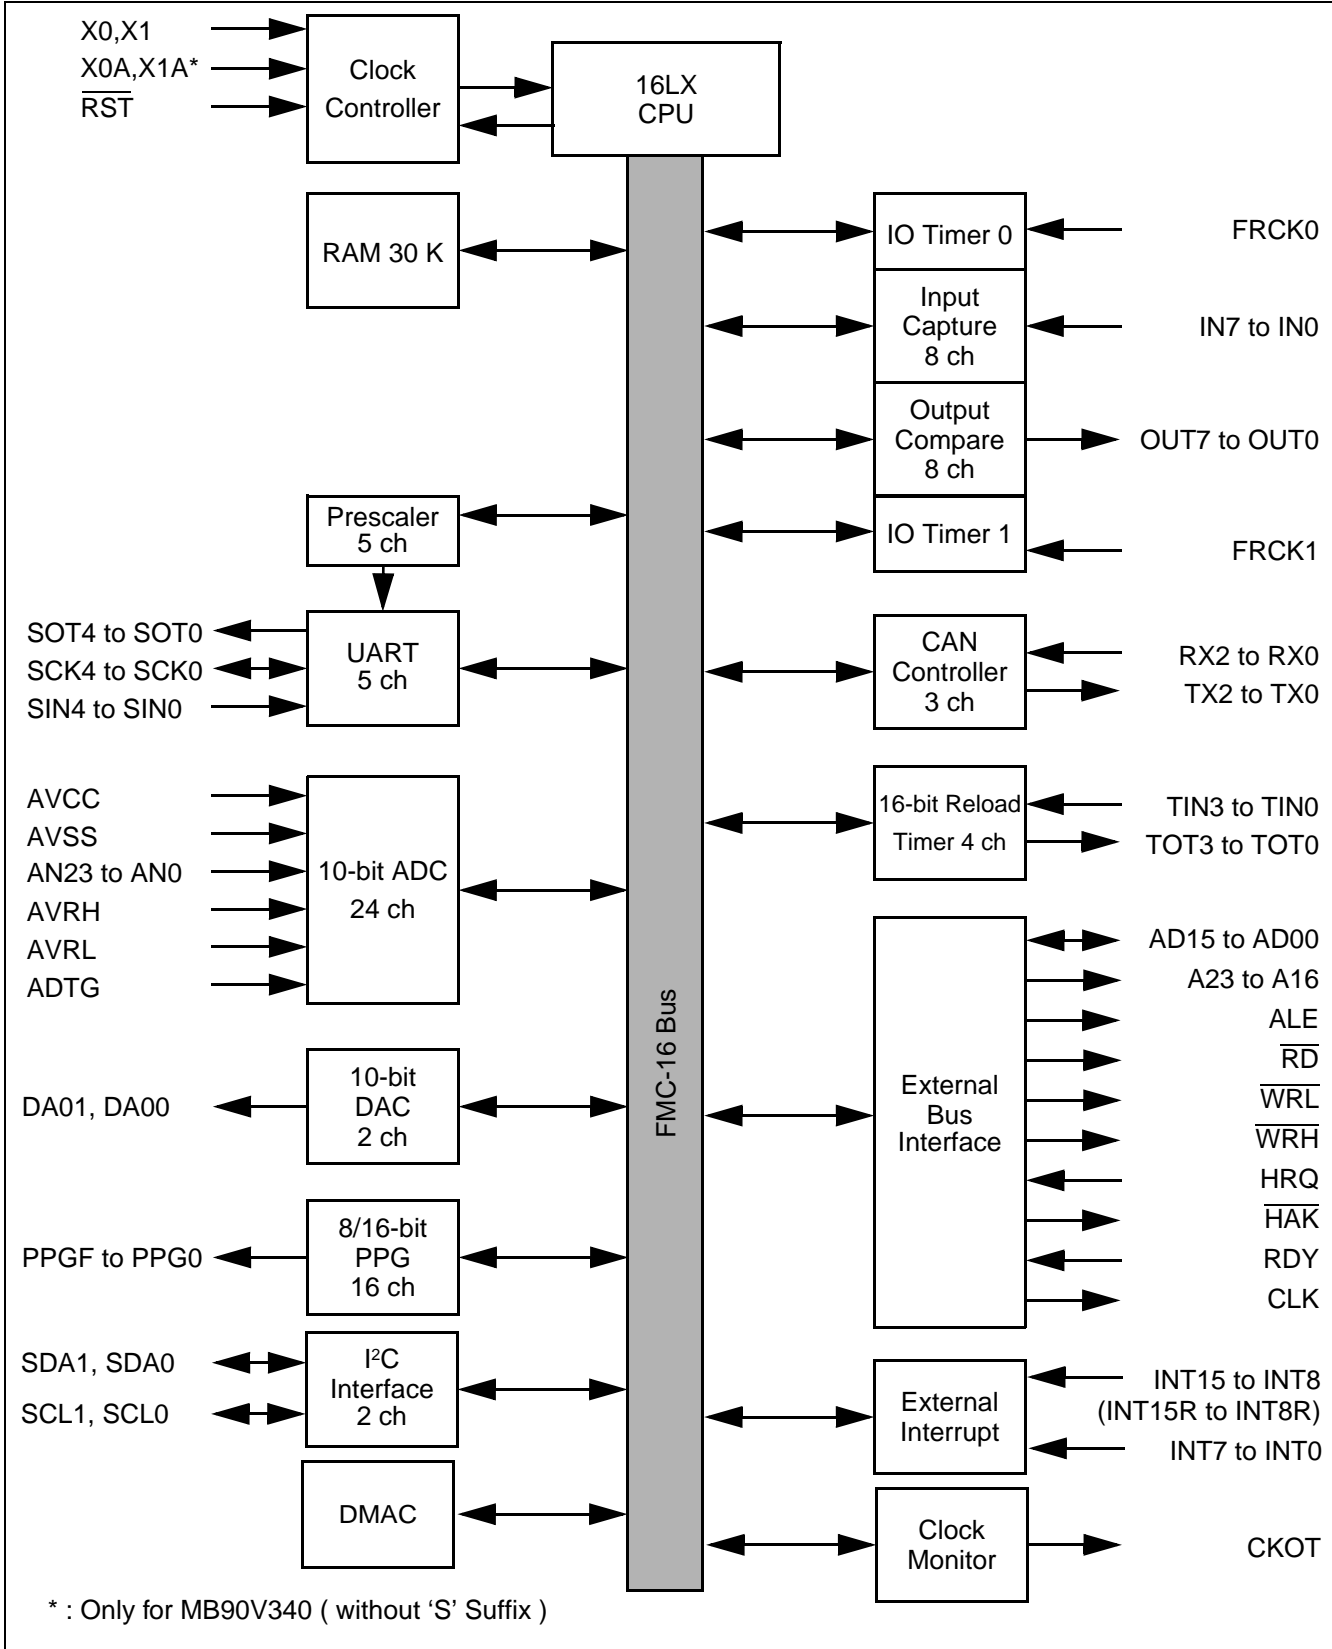 X0,X1
X0A,X1A*
RST
Clock
Controller
16LX
CPU
RAM 30 K
IO Timer 0
FRCK0
Input
Capture
8 ch
IN7 to IN0
Output
Compare
8 ch
OUT7 to OUT0
IO Timer 1
FRCK1
Prescaler
5 ch
SOT4 to SOT0
SCK4 to SCK0
SIN4 to SIN0
UART
5 ch
CAN
Controller
3 ch
RX2 to RX0
TX2 to TX0
AVCC
AVSS
AN23 to AN0
AVRH
AVRL
ADTG
10-bit ADC
24 ch
16-bit Reload
Timer 4 ch
TIN3 to TIN0
TOT3 to TOT0
FMC-16 Bus
External
Bus
Interface
AD15 to AD00
A23 to A16
ALE
RD
WRL
WRH
HRQ
HAK
RDY
CLK
DA01, DA00
10-bit
DAC
2 ch
PPGF to PPG0
8/16-bit
PPG
16 ch
SDA1, SDA0
SCL1, SCL0
I²C
Interface
2 ch
External
Interrupt
INT15 to INT8
(INT15R to INT8R)
INT7 to INT0
DMAC
Clock
Monitor
CKOT
* : Only for MB90V340 ( without ‘S’ Suffix )